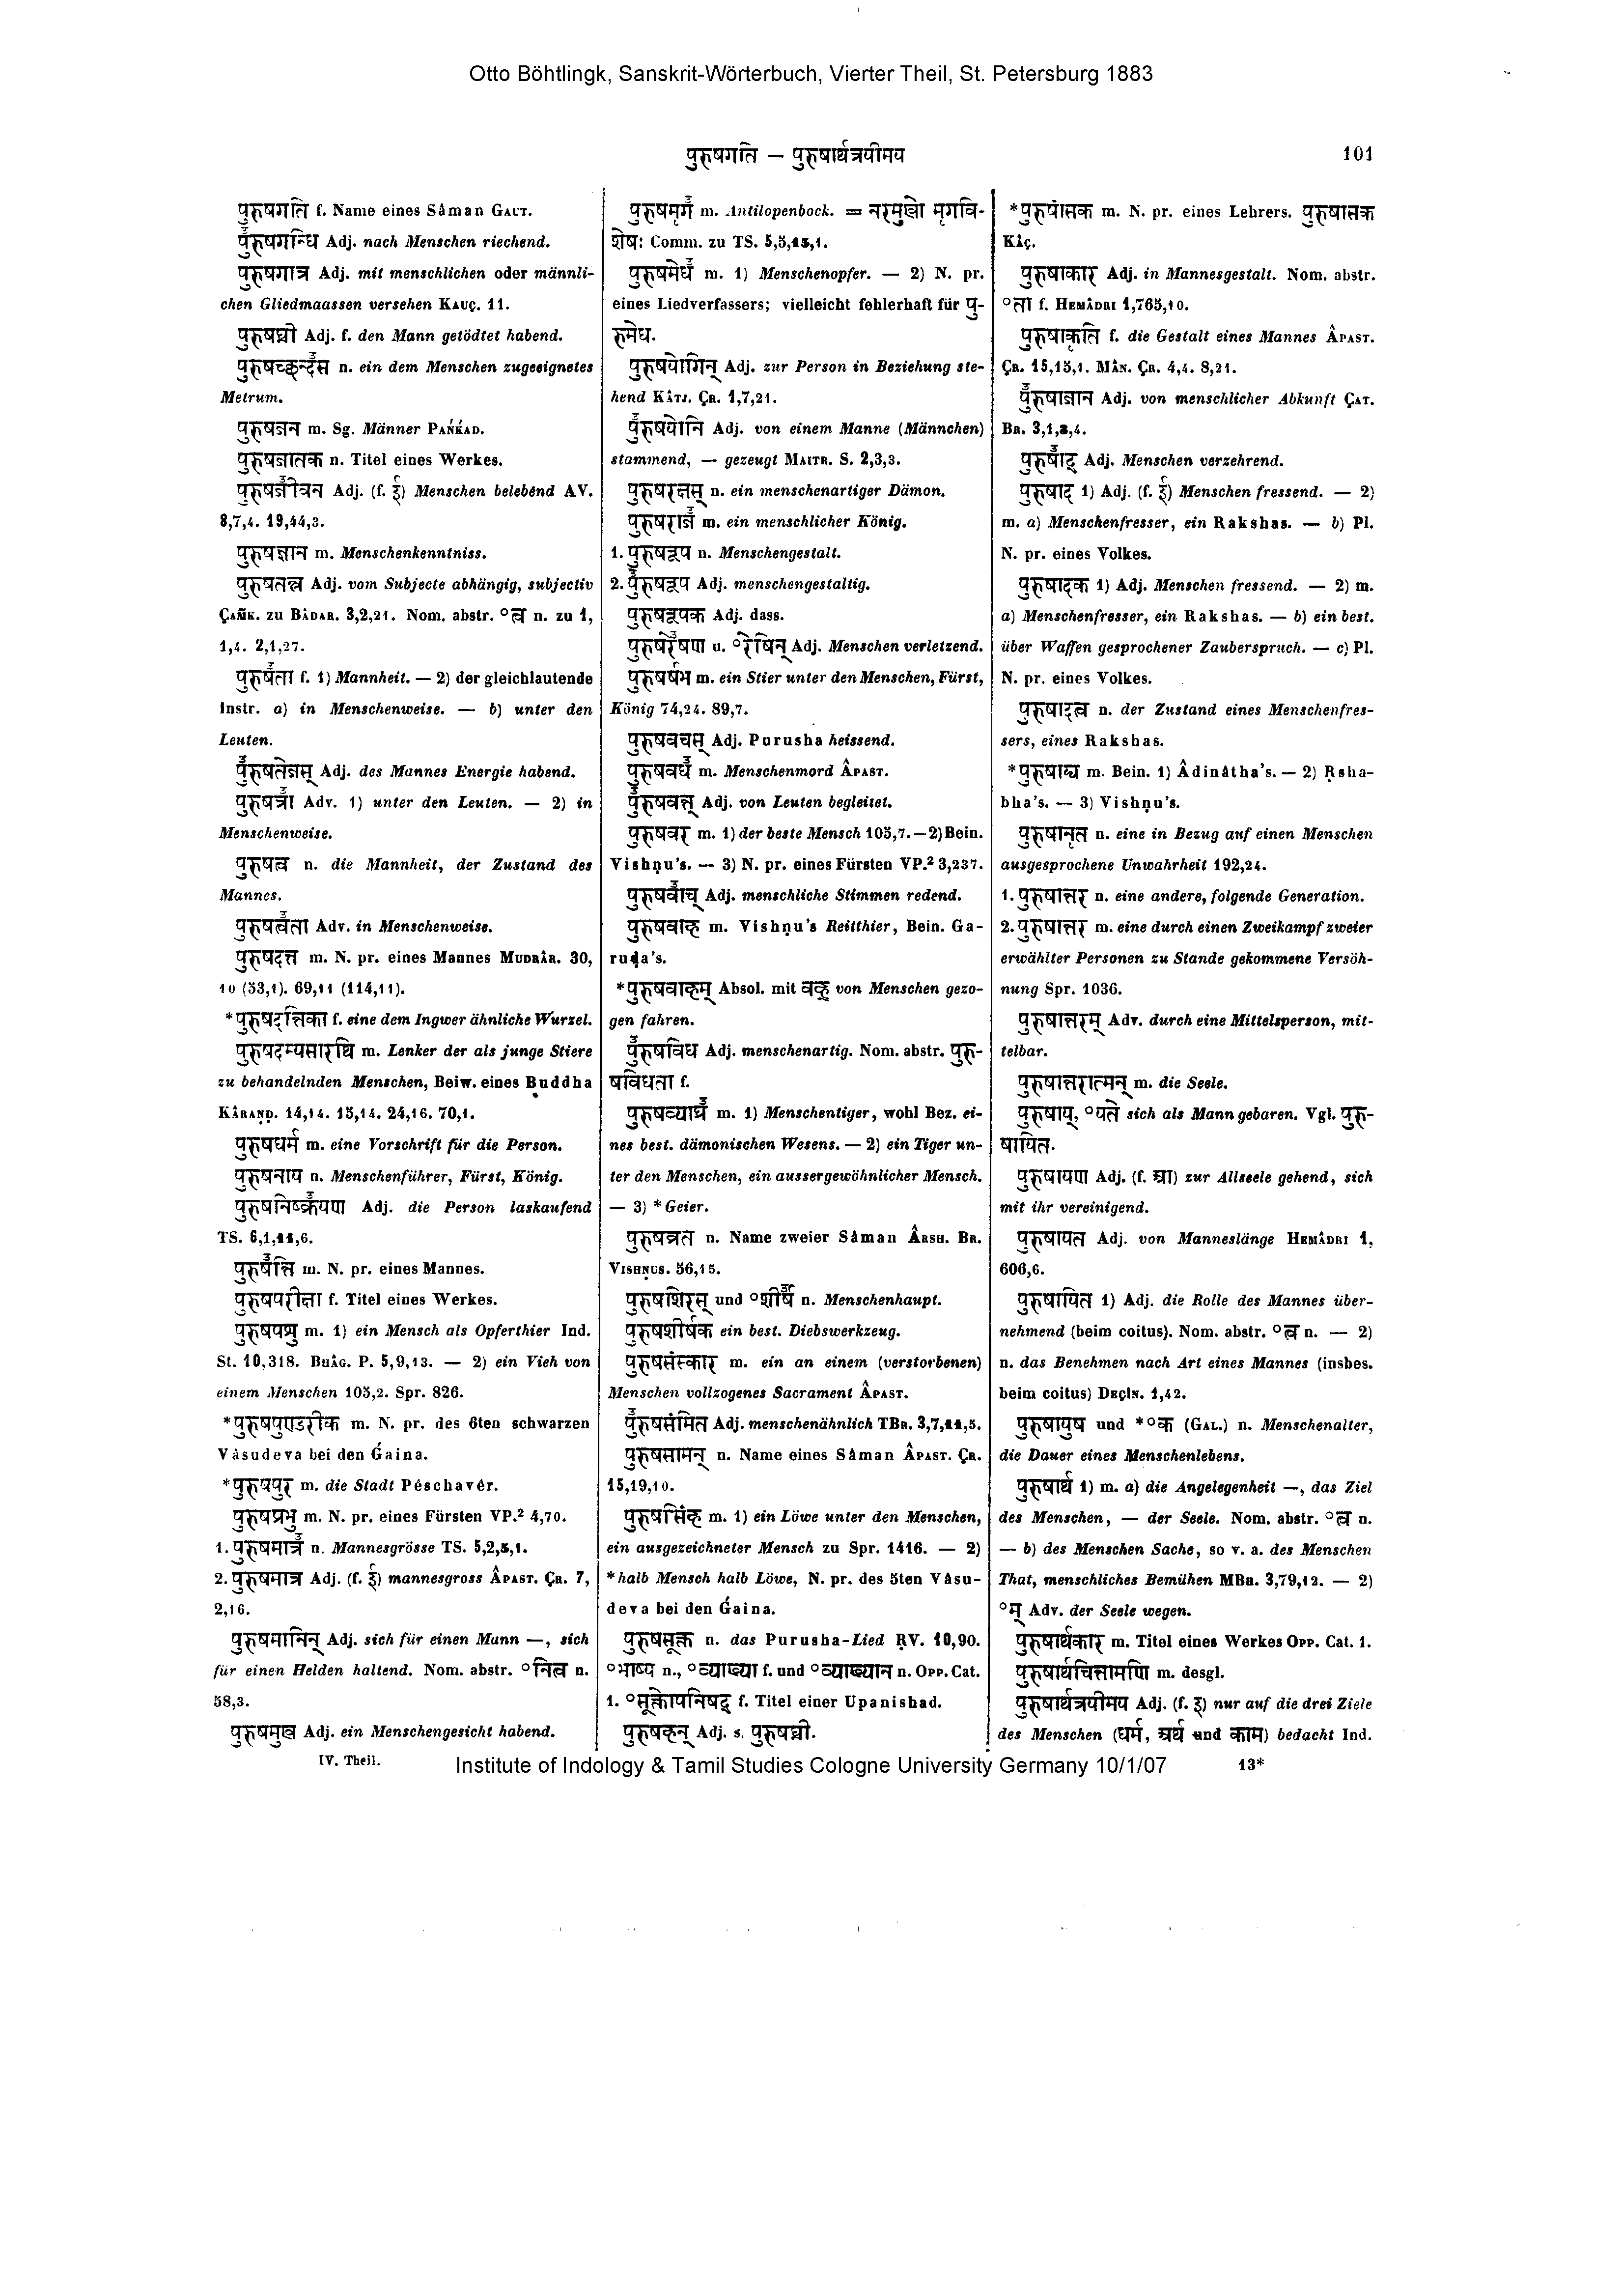 Otto Böhtlingk, Sanskrit-Wörterbuch, Vierter Theil, St. Petersburg 1883
पुरुषगति — पुरुषार्थत्रयीमय 101
पुरुषगति f. Name eines Sâman GAUT.
पुरुषगन्धि Adj. nach Menschen riechend.
पुरुषगात्र Adj. mit menschlichen oder männli-
chen Gliedmaassen versehen KAUÇ. 11.
पुरुषघ्नी Adj. f. den Mann getödtet habend.
पुरुषच्छन्दस n. ein dem Menschen zugeeignetes
Metrum.
पुरुषजन m. Sg. Männer PAŃḰAD.
पुरुषजातक n. Titel eines Werkes.
पुरुषजीवन Adj. (f. ई) Menschen belebend AV.
8,7,4. 19,44,3.
पुरुषज्ञान m. Menschenkenntniss.
पुरुषतन्त्र Adj. vom Subjecte abhängig, subjectiv
ÇAṂK. zu BÂDAR. 3,2,21. Nom. abstr. °त्व n. zu 1,
1,4. 2,1,27.
पुरुषता f. 1) Mannheit. — 2) der gleichlautende
Instr. a) in Menschenweise. — b) unter den
Leuten.
पुरुषतेजस् Adj. des Mannes Energie habend.
पुरुषत्रा Adv. 1) unter den Leuten. — 2) in
Menschenweise.
पुरुषत्व n. die Mannheit, der Zustand des
Mannes.
पुरुषत्वता Adv. in Menschenweise.
पुरुषदत्त m. N. pr. eines Mannes MUDRÂR. 30,
10 (53,1). 69,11 (114,11).
*पुरुषदन्तिका f. eine dem Ingwer ähnliche Wurzel.
पुरुषदम्यसारथि m. Lenker der als junge Stiere
zu behandelnden Menschen, Beiw. eines Buddha
KÂRAṆḌ. 14,14. 15,14. 24,16. 70,1.
पुरुषधर्म m. eine Vorschrift für die Person.
पुरुषनाय n. Menschenführer, Fürst, König.
पुरुषनिष्क्रयण Adj. die Person laskaufend
TS. 6,1,11,6.
पुरुषन्ति m. N. pr. eines Mannes.
पुरुषपरीक्षा f. Titel eines Werkes.
पुरुषपशु m. 1) ein Mensch als Opferthier Ind.
St. 10,318. BHÂG. P. 5,9,13. — 2) ein Vieh von
einem Menschen 105,2. Spr. 826.
*पुरुषपुण्डरीक m. N. pr. des 6ten schwarzen
Vâsudeva bei den Ǵaina.
*पुरुषपुर m. die Stadt Péschavêr.
पुरुषप्रभु m. N. pr. eines Fürsten VP.² 4,70.
1. पुरुषमात्र n. Mannesgrösse TS. 5,2,5,1.
2. पुरुषमात्र Adj. (f. ई) mannesgross ÂPAST. ÇR. 7,
2,16.
पुरुषमानिन् Adj. sich für einen Mann —, sich
für einen Helden haltend. Nom. abstr. °नित्व n.
58,3.
पुरुषमुख Adj. ein Menschengesicht habend.
पुरुषमृग m. Antilopenbock. = नरमुखो मृगवि-
शेषः Comm. zu TS. 5,5,15,1.
पुरुषमेध m. 1) Menschenopfer. — 2) N. pr.
eines Liedverfassers; vielleicht fehlerhaft für पु-
रुमेध.
पुरुषयोगिन् Adj. zur Person in Beziehung ste-
hend KÂTJ. ÇR. 1,7,21.
पुरुषयोनि Adj. von einem Manne (Männchen)
stammend, — gezeugt MAITR. S. 2,3,3.
पुरुषरक्षस् n. ein menschenartiger Dämon.
पुरुषराज m. ein menschlicher König.
1. पुरुषरूप n. Menschengestalt.
2. पुरुषरूप Adj. menschengestaltig.
पुरुषरूपक Adj. dass.
पुरुषरेषण u. °रेषिन् Adj. Menschen verletzend.
पुरुषर्षभ m. ein Stier unter den Menschen, Fürst,
König 74,24. 89,7.
पुरुषवचस् Adj. Purusha heissend.
पुरुषवध m. Menschenmord ÂPAST.
पुरुषवत् Adj. von Leuten begleitet.
पुरुषवर m. 1) der beste Mensch 105,7. — 2) Bein.
Vishṇu's. — 3) N. pr. eines Fürsten VP.² 3,237.
पुरुषवाच् Adj. menschliche Stimmen redend.
पुरुषवाह m. Vishṇu's Reitthier, Bein. Ga-
ruḍa's.
*पुरुषवाहम् Absol. mit वह् von Menschen gezo-
gen fahren.
पुरुषविध Adj. menschenartig. Nom. abstr. पुरु-
षविधता f.
पुरुषव्याघ्र m. 1) Menschentiger, wohl Bez. ei-
nes best. dämonischen Wesens. — 2) ein Tiger un-
ter den Menschen, ein aussergewöhnlicher Mensch.
— 3) *Geier.
पुरुषव्रत n. Name zweier Sâman ÂRSH. BR.
VISHṆUS. 56,15.
पुरुषशिरस् und °शीर्ष n. Menschenhaupt.
पुरुषशीर्षक ein best. Diebswerkzeug.
पुरुषसंस्कार m. ein an einem (verstorbenen)
Menschen vollzogenes Sacrament ÂPAST.
पुरुषसंमित Adj. menschenähnlich TBR. 3,7,11,5.
पुरुषसामन् n. Name eines Sâman ÂPAST. ÇR.
15,19,10.
पुरुषसिंह m. 1) ein Löwe unter den Menschen,
ein ausgezeichneter Mensch zu Spr. 1416. — 2)
*halb Mensch halb Löwe, N. pr. des 5ten Vâsu-
deva bei den Ǵaina.
पुरुषसूक्त n. das Purusha-Lied ṚV. 10,90.
°भाष्य n., °व्याख्या f. und °व्याख्यान n. OPP. Cat.
1. °सूक्तोपनिषद् f. Titel einer Upanishad.
पुरुषहन् Adj. s. पुरुषघ्नी.
*पुरुषांसक m. N. pr. eines Lehrers. पुरुषासक
KÂÇ.
पुरुषाकार Adj. in Mannesgestalt. Nom. abstr.
°ता f. HEMÂDRI 1,765,10.
पुरुषाकृति f. die Gestalt eines Mannes ÂPAST.
ÇR. 15,15,1. MÂN. ÇR. 4,4. 8,21.
पुरुषाजान Adj. von menschlicher Abkunft ÇAT.
BR. 3,1,2,4.
पुरुषाद् Adj. Menschen verzehrend.
पुरुषाद 1) Adj. (f. ई) Menschen fressend. — 2)
m. a) Menschenfresser, ein Rakshas. — b) Pl.
N. pr. eines Volkes.
पुरुषादक 1) Adj. Menschen fressend. — 2) m.
a) Menschenfresser, ein Rakshas. — b) ein best.
über Waffen gesprochener Zauberspruch. — c) Pl.
N. pr. eines Volkes.
पुरुषादत्व n. der Zustand eines Menschenfres-
sers, eines Rakshas.
*पुरुषाद्य m. Bein. 1) Âdinâtha's. — 2) Ṛsha-
bha's. — 3) Vishṇu's.
पुरुषानृत n. eine in Bezug auf einen Menschen
ausgesprochene Unwahrheit 192,24.
1. पुरुषान्तर n. eine andere, folgende Generation.
2. पुरुषान्तर m. eine durch einen Zweikampf zweier
erwählter Personen zu Stande gekommene Versöh-
nung Spr. 1036.
पुरुषान्तरम् Adv. durch eine Mittelsperson, mit-
telbar.
पुरुषान्तरात्मन् m. die Seele.
पुरुषाय्, °यते sich als Mann gebaren. Vgl. पुरु-
षायित.
पुरुषायण Adj. (f. आ) zur Allseele gehend, sich
mit ihr vereinigend.
पुरुषायत Adj. von Manneslänge HEMÂDRI 1,
606,6.
पुरुषायित 1) Adj. die Rolle des Mannes über-
nehmend (beim coitus). Nom. abstr. °त्व n. — 2)
n. das Benehmen nach Art eines Mannes (insbes.
beim coitus) DEÇÎN. 1,42.
पुरुषायुष und *°क (GAL.) n. Menschenalter,
die Dauer eines Menschenlebens.
पुरुषार्थ 1) m. a) die Angelegenheit —, das Ziel
des Menschen, — der Seele. Nom. abstr. °त्व n.
— b) des Menschen Sache, so v. a. des Menschen
That, menschliches Bemühen MBH. 3,79,12. — 2)
°म् Adv. der Seele wegen.
पुरुषार्थकार m. Titel eines Werkes OPP. Cat. 1.
पुरुषार्थचिन्तामणि m. desgl.
पुरुषार्थत्रयीमय Adj. (f. ई) nur auf die drei Ziele
des Menschen (धर्म, अर्थ und काम) bedacht Ind.
IV. Theil. 13*
Institute of Indology & Tamil Studies Cologne University Germany 10/1/07